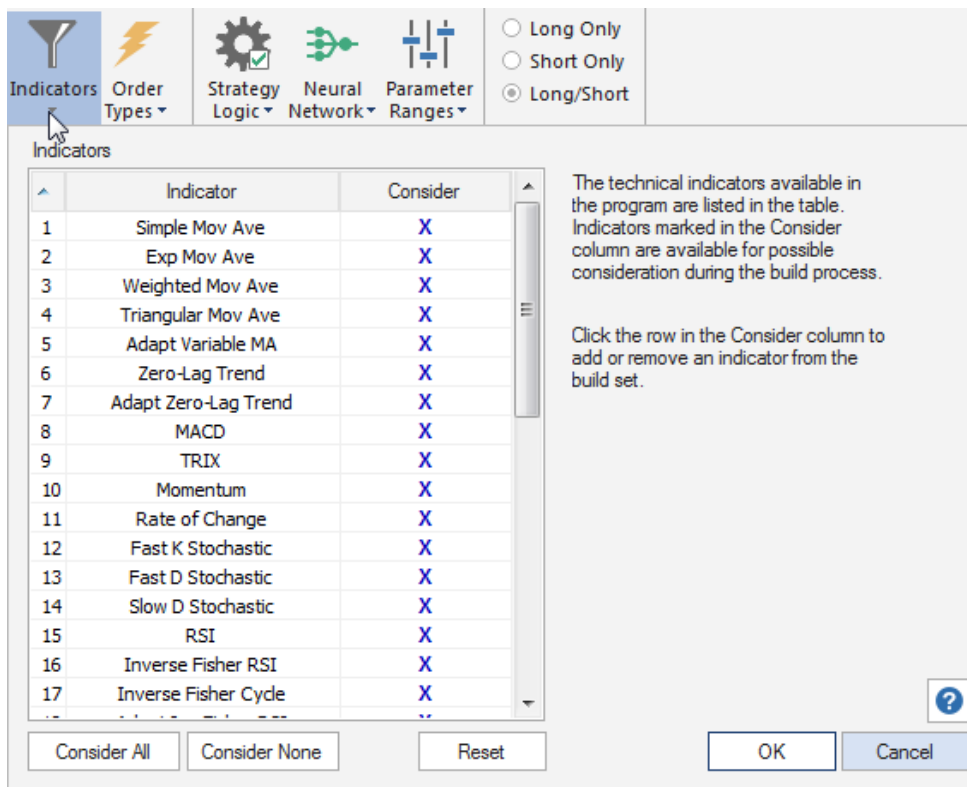 Long Only
Short Only
Long/Short
Indicators Order Types
Strategy Logic Neural Network Parameter Ranges
Indicators
Indicator Consider
1 Simple Mov Ave X
2 Exp Mov Ave X
3 Weighted Mov Ave X
4 Triangular Mov Ave X
5 Adapt Variable MA X
6 Zero-Lag Trend X
7 Adapt Zero-Lag Trend X
8 MACD X
9 TRIX X
10 Momentum X
11 Rate of Change X
12 Fast K Stochastic X
13 Fast D Stochastic X
14 Slow D Stochastic X
15 RSI X
16 Inverse Fisher RSI X
17 Inverse Fisher Cycle X
The technical indicators available in
the program are listed in the table.
Indicators marked in the Consider
column are available for possible
consideration during the build process.
Click the row in the Consider column to
add or remove an indicator from the
build set.
?
Consider All Consider None Reset OK Cancel